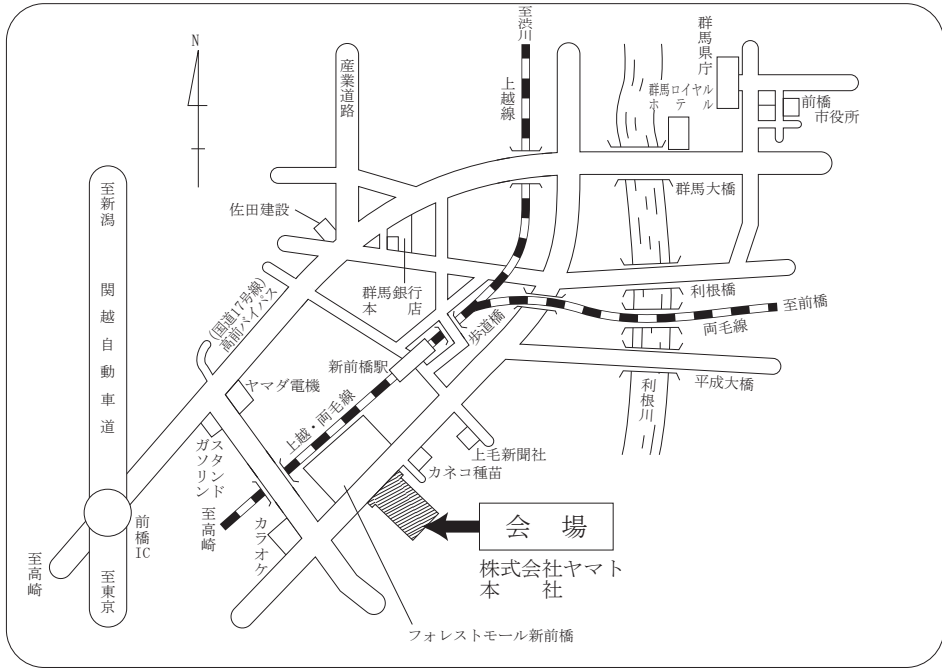 至渋川
上越線
群馬県庁
N
産業道路
群馬ロイヤル
ホテル
前橋
市役所
至新潟
関越自動車道
佐田建設
群馬大橋
群馬銀行
本店
利根橋
至前橋
両毛線
歩道橋
(国道17号線)
高前バイパス
新前橋駅
平成大橋
ヤマダ電機
利根川
上越・両毛線
ガソリン
スタンド
上毛新聞社
カネコ種苗
至高崎
カラオケ
前橋
IC
会場
株式会社ヤマト
本社
至高崎
至東京
フォレストモール新前橋